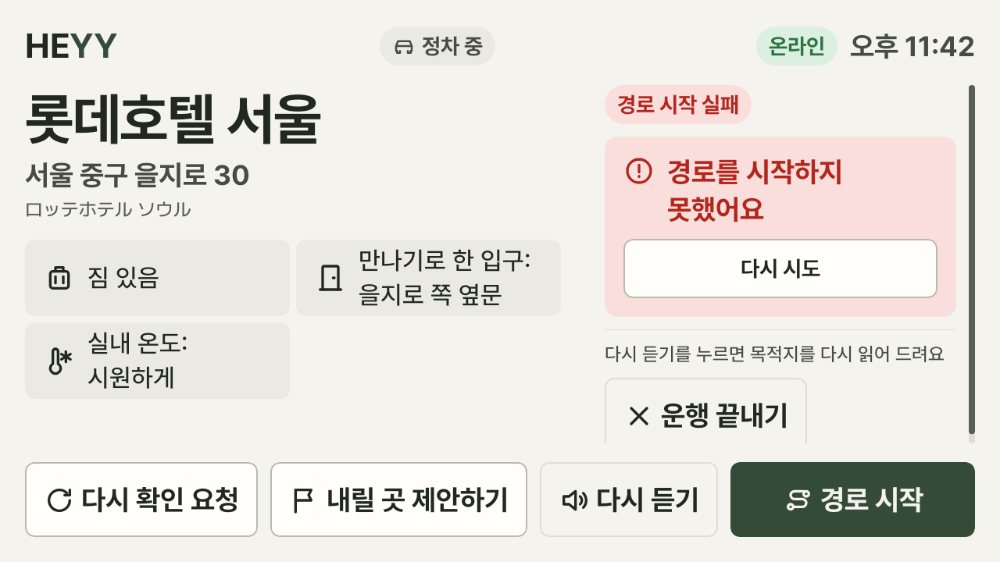 HEYY
정차 중
온라인
오후 11:42
롯데호텔 서울
서울 중구 을지로 30
ロッテホテル ソウル
짐 있음
만나기로 한 입구:
을지로 쪽 옆문
실내 온도:
시원하게
경로 시작 실패
경로를 시작하지
못했어요
다시 시도
다시 듣기를 누르면 목적지를 다시 읽어 드려요
운행 끝내기
다시 확인 요청
내릴 곳 제안하기
다시 듣기
경로 시작